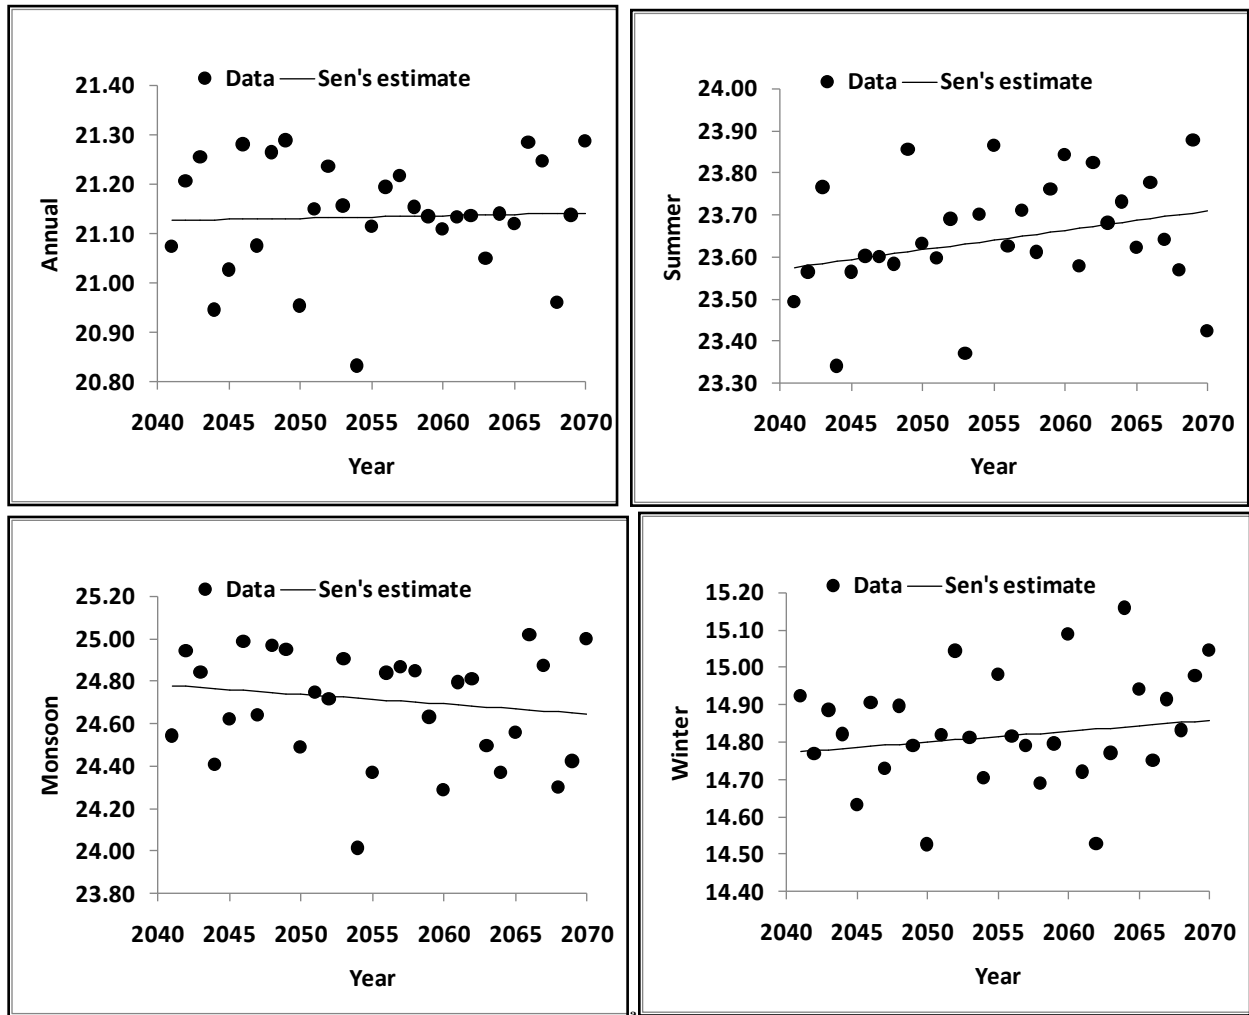 Data Sen's estimate
21.40
21.30
21.20
21.10
21.00
20.90
20.80
Annual
2040 2045 2050 2055 2060 2065 2070
Year
Data Sen's estimate
24.00
23.90
23.80
23.70
23.60
23.50
23.40
23.30
Summer
2040 2045 2050 2055 2060 2065 2070
Year
Data Sen's estimate
25.20
25.00
24.80
24.60
24.40
24.20
24.00
23.80
Monsoon
2040 2045 2050 2055 2060 2065 2070
Year
Data Sen's estimate
15.20
15.10
15.00
14.90
14.80
14.70
14.60
14.50
14.40
Winter
2040 2045 2050 2055 2060 2065 2070
Year
a